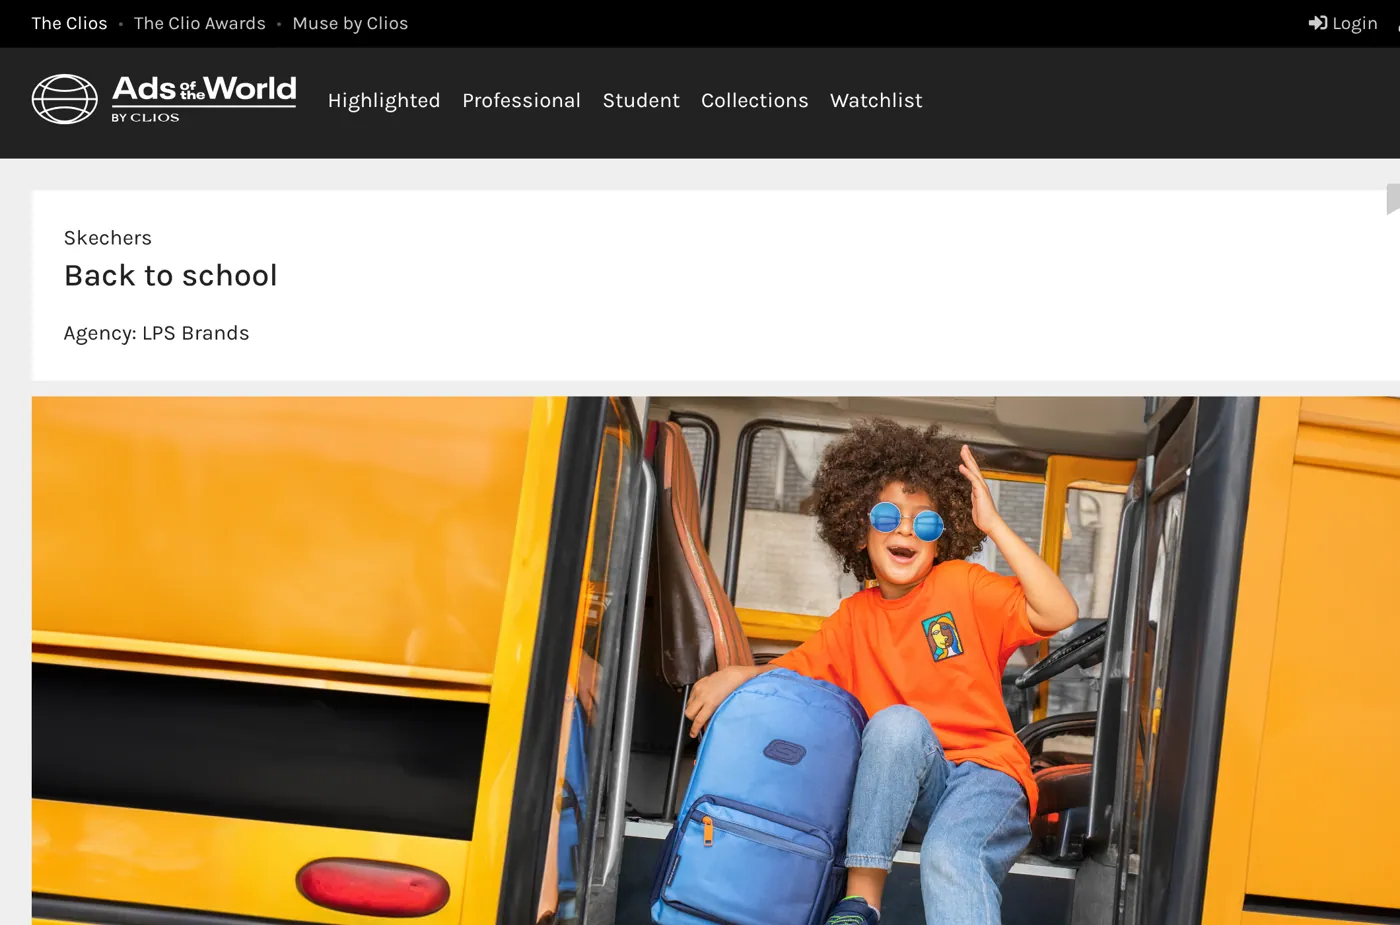 The Clios • The Clio Awards • Muse by Clios
Login
Ads of the World
BY CLIOS
Highlighted Professional Student Collections Watchlist
Skechers
Back to school
Agency: LPS Brands